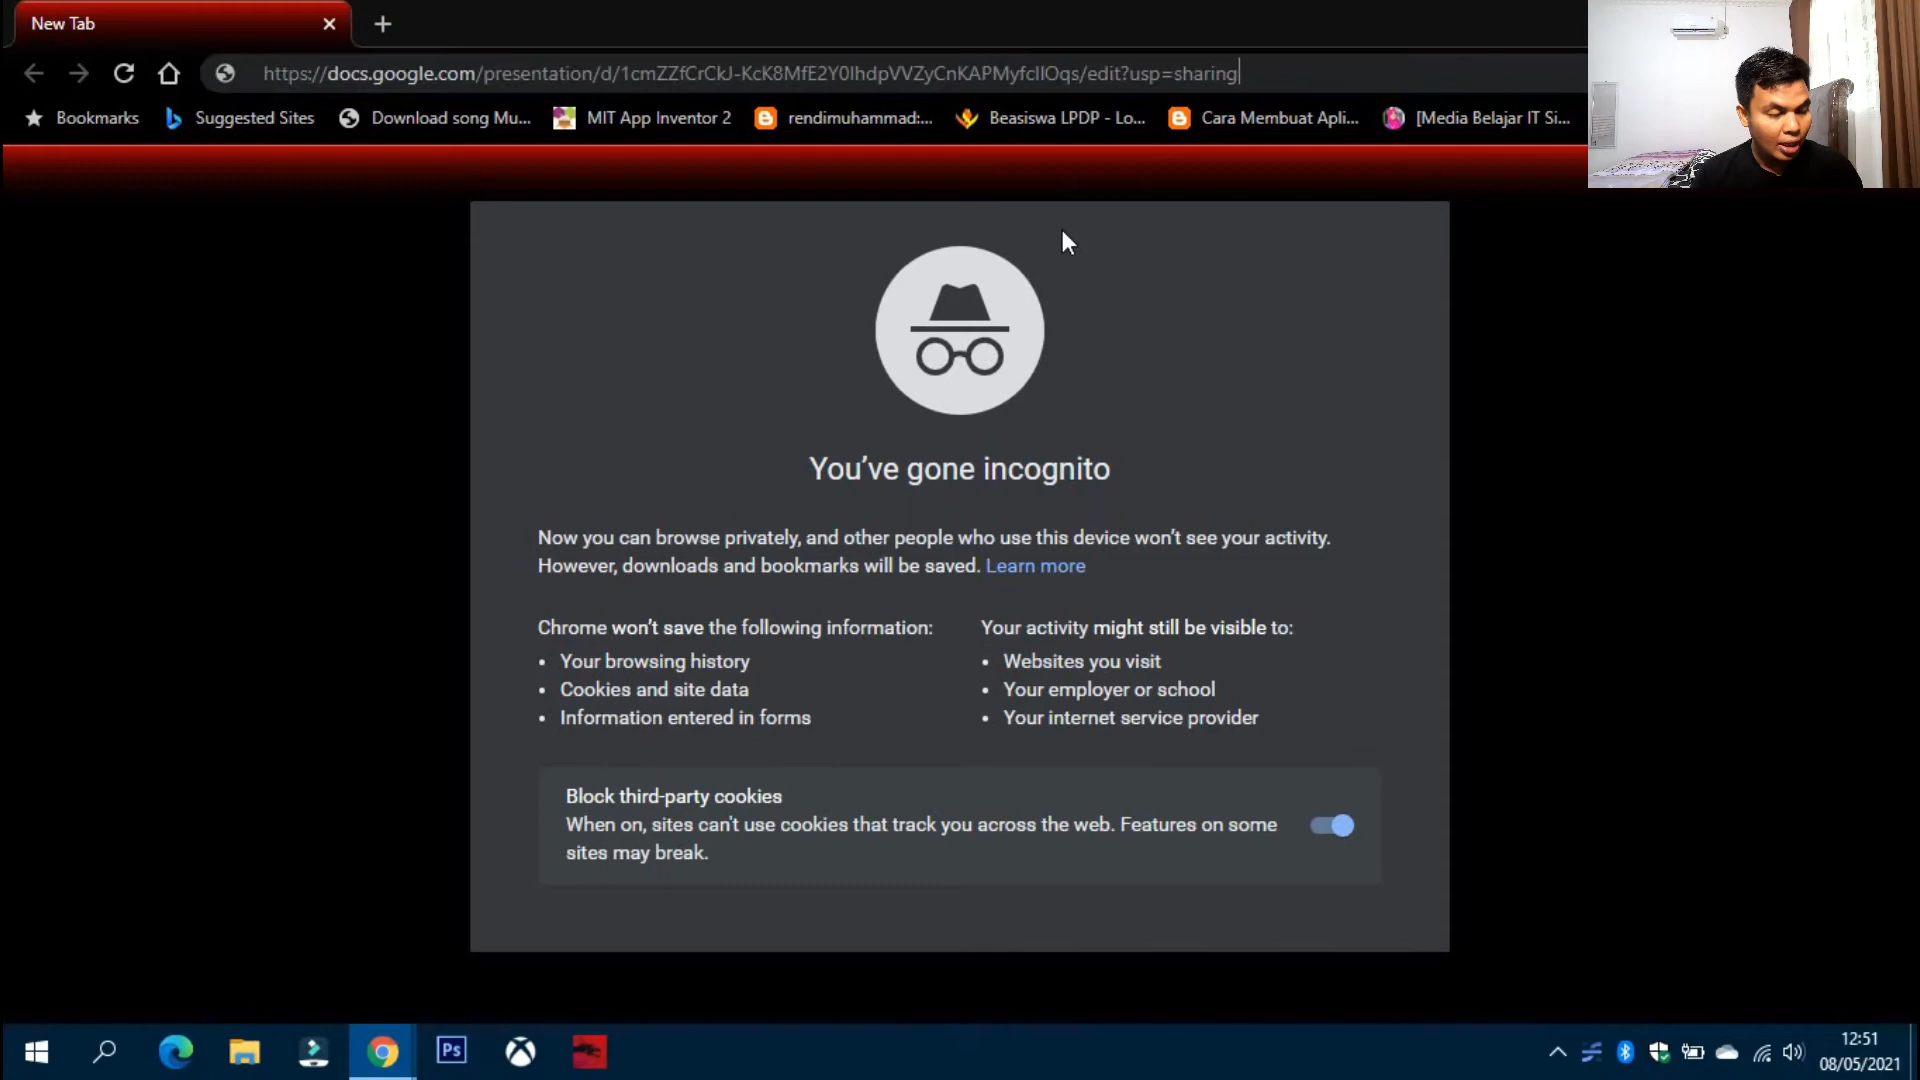 New Tab
https://docs.google.com/presentation/d/1cmZZfCrCkJ-KcK8MfE2Y0IhdpVVZyCnKAPMyfclIOqs/edit?usp=sharing
Bookmarks Suggested Sites Download song Mu... MIT App Inventor 2 rendimuhammad:... Beasiswa LPDP - Lo... Cara Membuat Apli... [Media Belajar IT Si...
You've gone incognito
Now you can browse privately, and other people who use this device won't see your activity.
However, downloads and bookmarks will be saved. Learn more
Chrome won't save the following information:
• Your browsing history
• Cookies and site data
• Information entered in forms
Your activity might still be visible to:
• Websites you visit
• Your employer or school
• Your internet service provider
Block third-party cookies
When on, sites can't use cookies that track you across the web. Features on some
sites may break.
Ps
12:51
08/05/2021